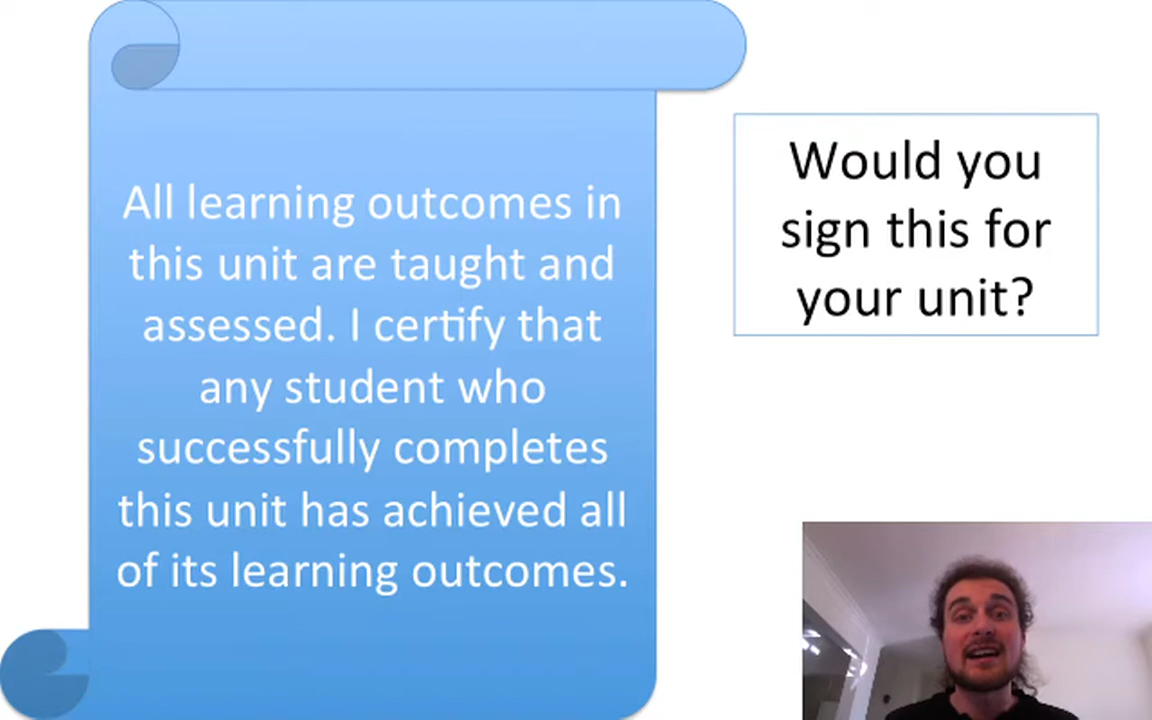 All learning outcomes in
this unit are taught and
assessed. I certify that
any student who
successfully completes
this unit has achieved all
of its learning outcomes.
Would you
sign this for
your unit?